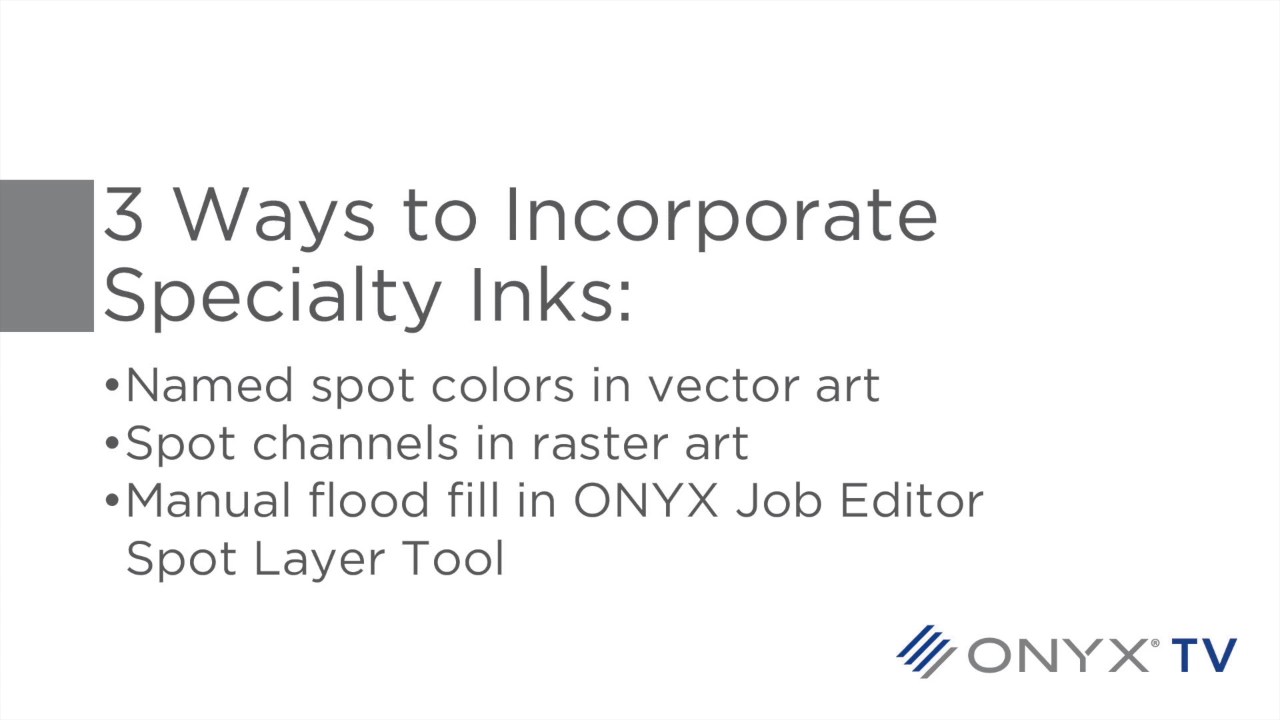 3 Ways to Incorporate
Specialty Inks:
•Named spot colors in vector art
•Spot channels in raster art
•Manual flood fill in ONYX Job Editor
Spot Layer Tool
ONYX® TV